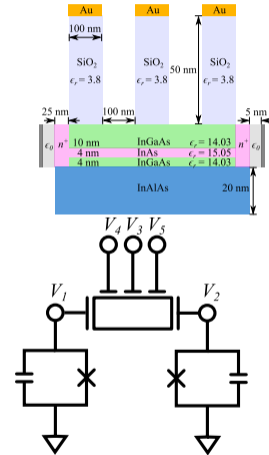 Au Au Au
100 nm
SiO2 SiO2 SiO2
εr = 3.8 εr = 3.8 εr = 3.8
50 nm
25 nm 100 nm 5 nm
ε0 n+ 10 nm InGaAs εr = 14.03 n+ ε0
4 nm InAs εr = 15.05
4 nm InGaAs εr = 14.03
InAlAs 20 nm
V4 V3 V5
V1 V2